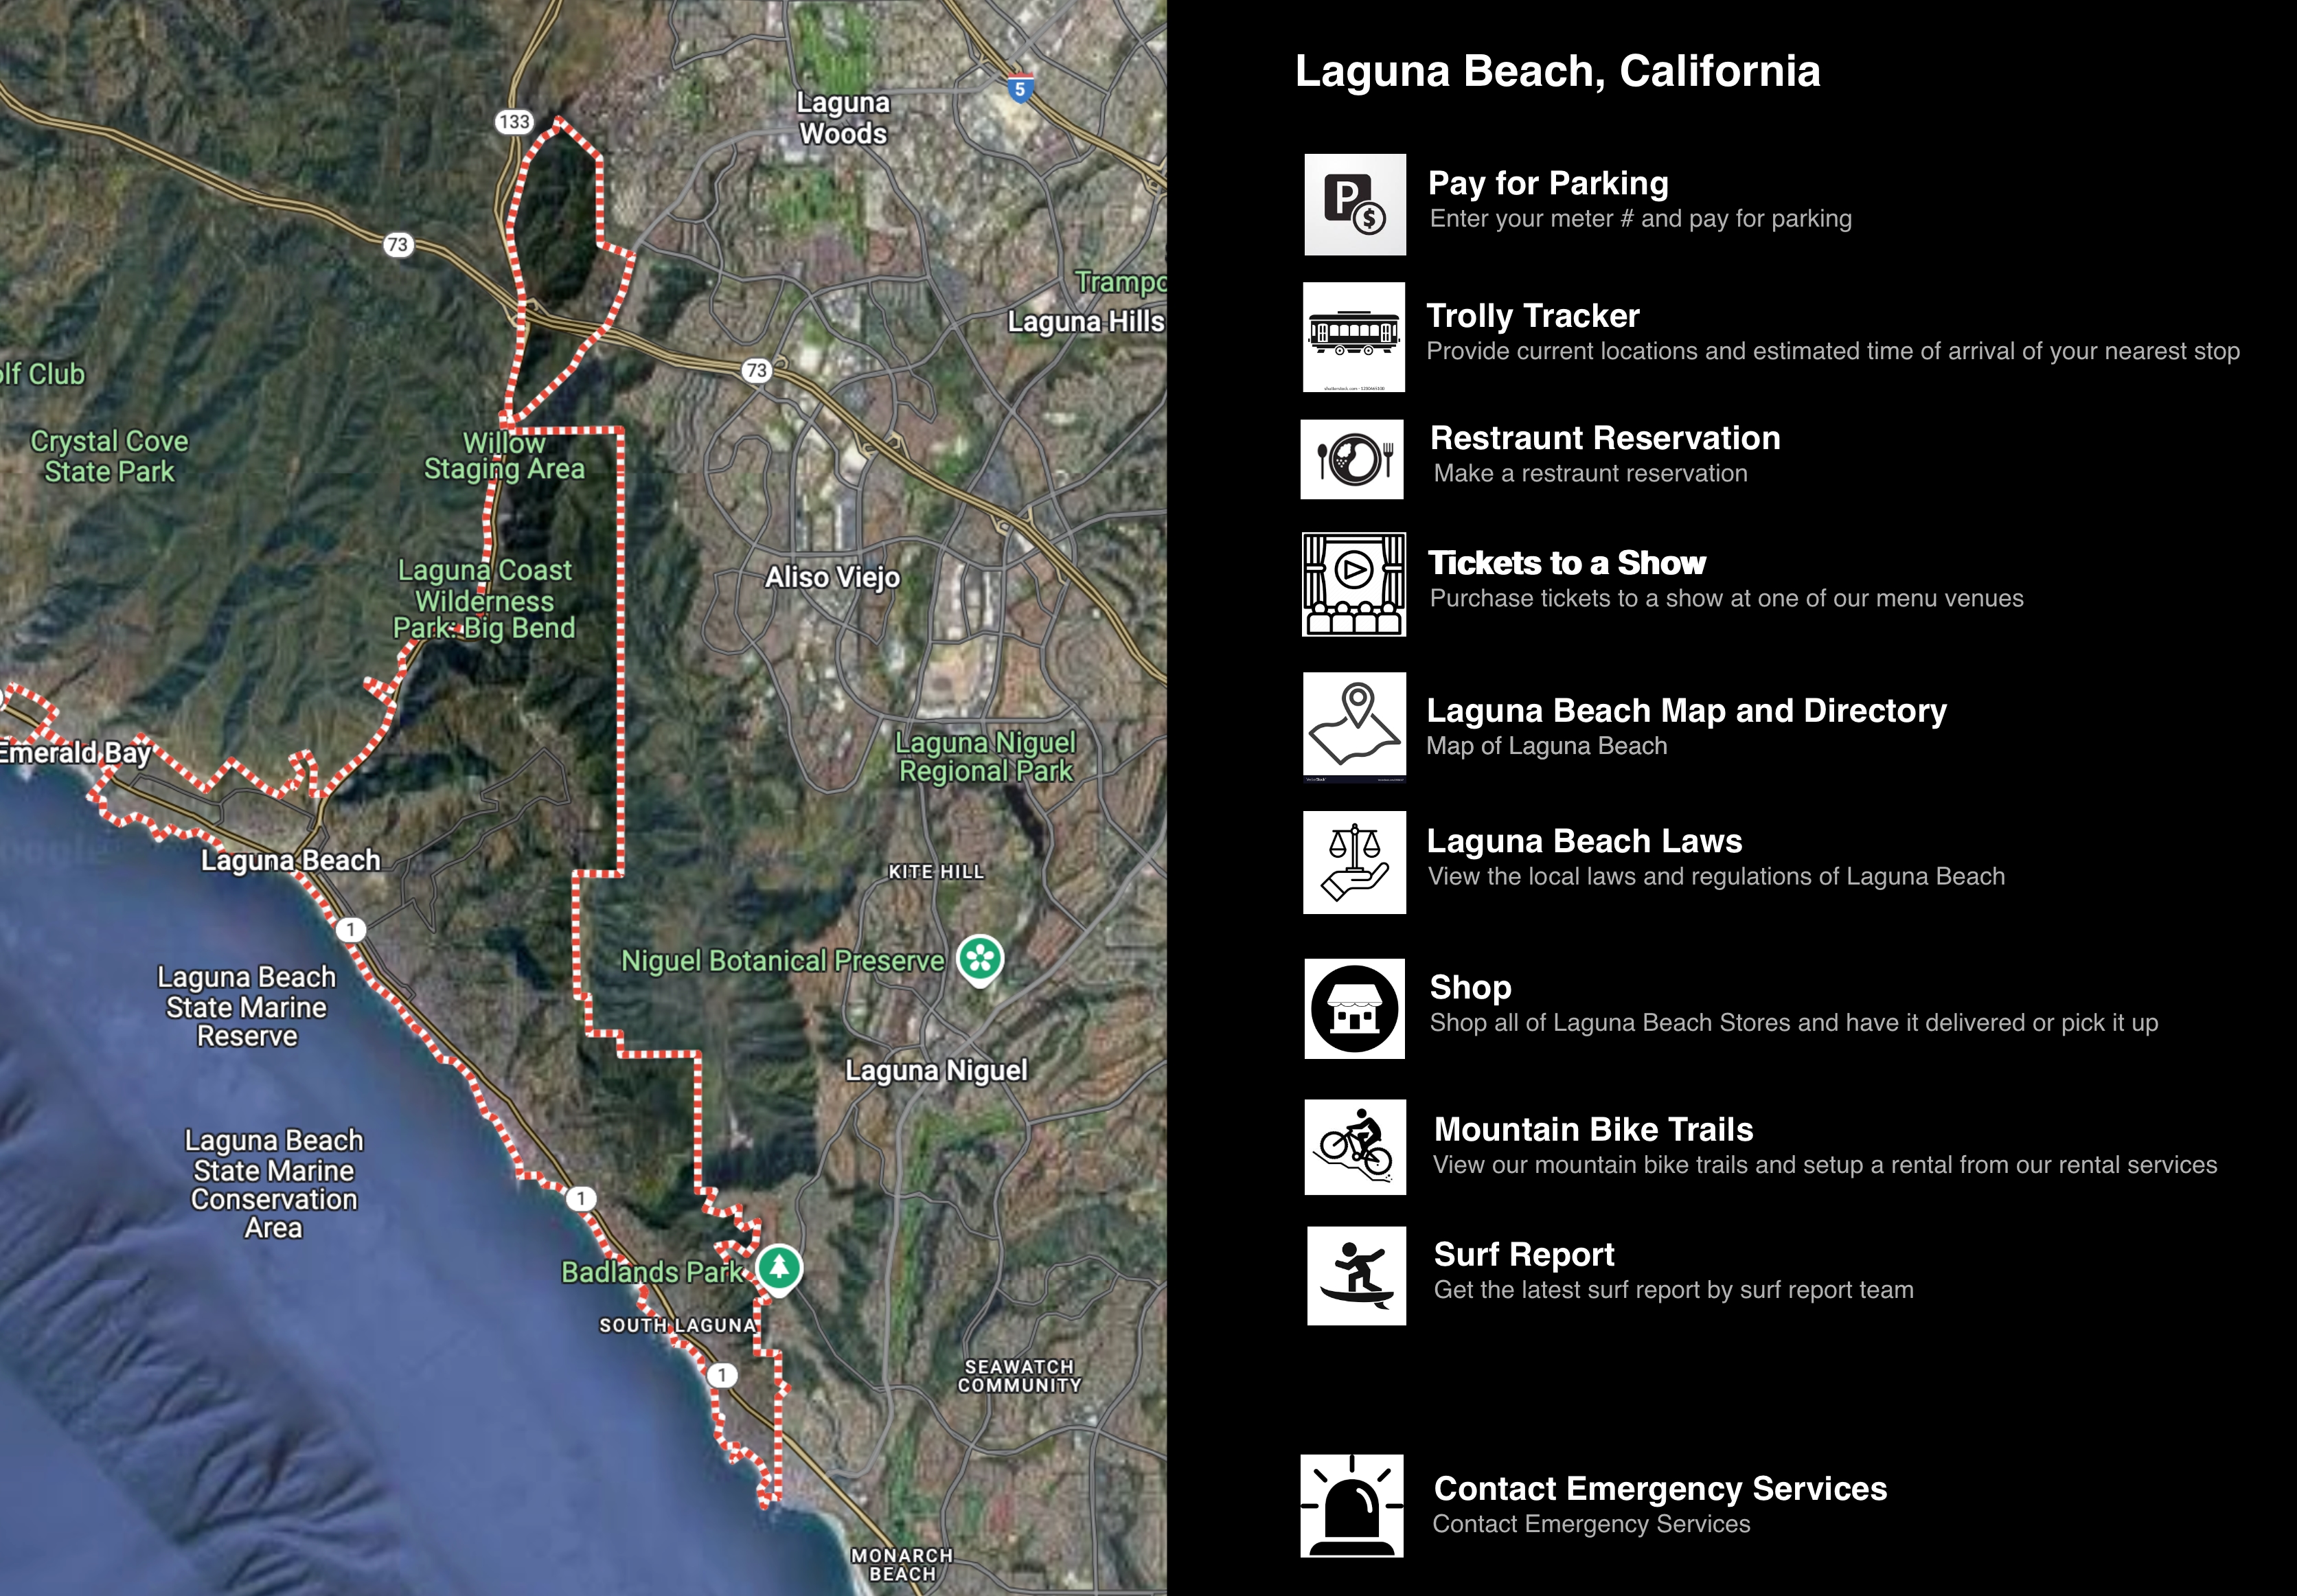 133
Laguna
Woods
5
73
Trampo
Laguna Hills
73
olf Club
Crystal Cove
State Park
Willow
Staging Area
Laguna Coast
Wilderness
Park: Big Bend
Aliso Viejo
Emerald Bay
Laguna Niguel
Regional Park
Laguna Beach
KITE HILL
1
Niguel Botanical Preserve
Laguna Beach
State Marine
Reserve
Laguna Niguel
Laguna Beach
State Marine
Conservation
Area
1
Badlands Park
SOUTH LAGUNA
1
SEAWATCH
COMMUNITY
MONARCH
BEACH
Laguna Beach, California
P
$
Pay for Parking
Enter your meter # and pay for parking
Trolly Tracker
Provide current locations and estimated time of arrival of your nearest stop
Restraunt Reservation
Make a restraunt reservation
Tickets to a Show
Purchase tickets to a show at one of our menu venues
Laguna Beach Map and Directory
Map of Laguna Beach
Laguna Beach Laws
View the local laws and regulations of Laguna Beach
Shop
Shop all of Laguna Beach Stores and have it delivered or pick it up
Mountain Bike Trails
View our mountain bike trails and setup a rental from our rental services
Surf Report
Get the latest surf report by surf report team
Contact Emergency Services
Contact Emergency Services